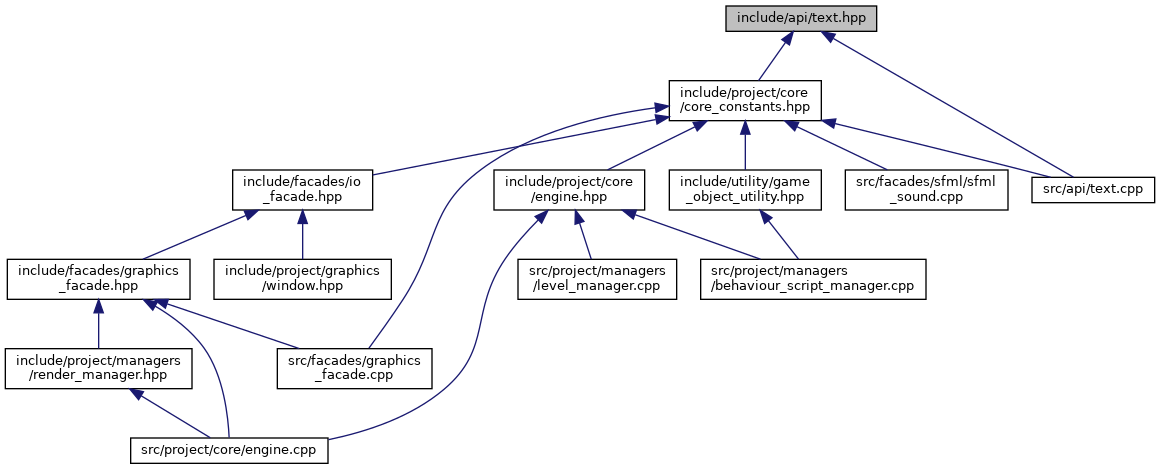 include/api/text.hpp
include/project/core
/core_constants.hpp
include/facades/io
_facade.hpp
include/project/core
/engine.hpp
include/utility/game
_object_utility.hpp
src/facades/sfml/sfml
_sound.cpp
src/api/text.cpp
include/facades/graphics
_facade.hpp
include/project/graphics
/window.hpp
src/project/managers
/level_manager.cpp
src/project/managers
/behaviour_script_manager.cpp
include/project/managers
/render_manager.hpp
src/facades/graphics
_facade.cpp
src/project/core/engine.cpp